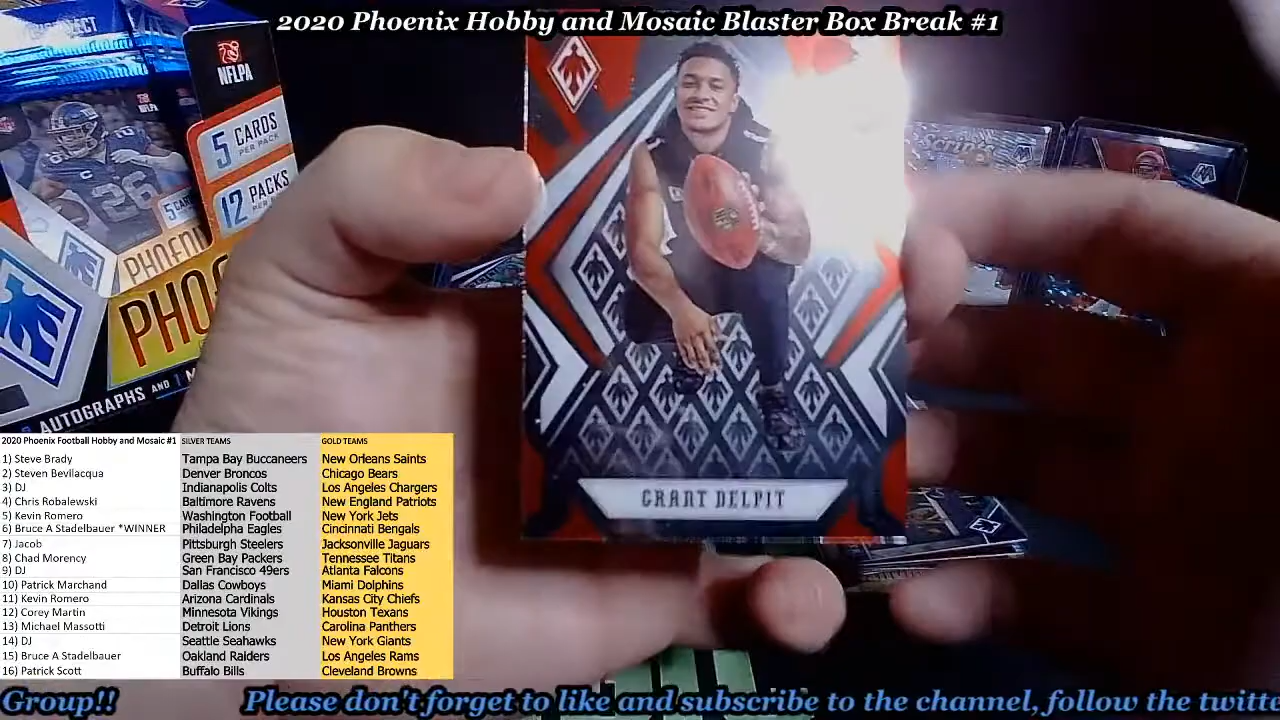 2020 Phoenix Hobby and Mosaic Blaster Box Break #1
NFLPA
5 CARDS
PER PACK
12 PACKS
26
PHOENIX
PHO
AUTOGRAPHS AND 1
GRANT DELPIT
2020 Phoenix Football Hobby and Mosaic #1 SILVER TEAMS GOLD TEAMS
1) Steve Brady Tampa Bay Buccaneers New Orleans Saints
2) Steven Bevilacqua Denver Broncos Chicago Bears
3) DJ Indianapolis Colts Los Angeles Chargers
4) Chris Robalewski Baltimore Ravens New England Patriots
5) Kevin Romero Washington Football New York Jets
6) Bruce A Stadelbauer *WINNER Philadelpha Eagles Cincinnati Bengals
7) Jacob Pittsburgh Steelers Jacksonville Jaguars
8) Chad Morency Green Bay Packers Tennessee Titans
9) DJ San Francisco 49ers Atlanta Falcons
10) Patrick Marchand Dallas Cowboys Miami Dolphins
11) Kevin Romero Arizona Cardinals Kansas City Chiefs
12) Corey Martin Minnesota Vikings Houston Texans
13) Michael Massotti Detroit Lions Carolina Panthers
14) DJ Seattle Seahawks New York Giants
15) Bruce A Stadelbauer Oakland Raiders Los Angeles Rams
16) Patrick Scott Buffalo Bills Cleveland Browns
Group!! Please don't forget to like and subscribe to the channel, follow the twitte